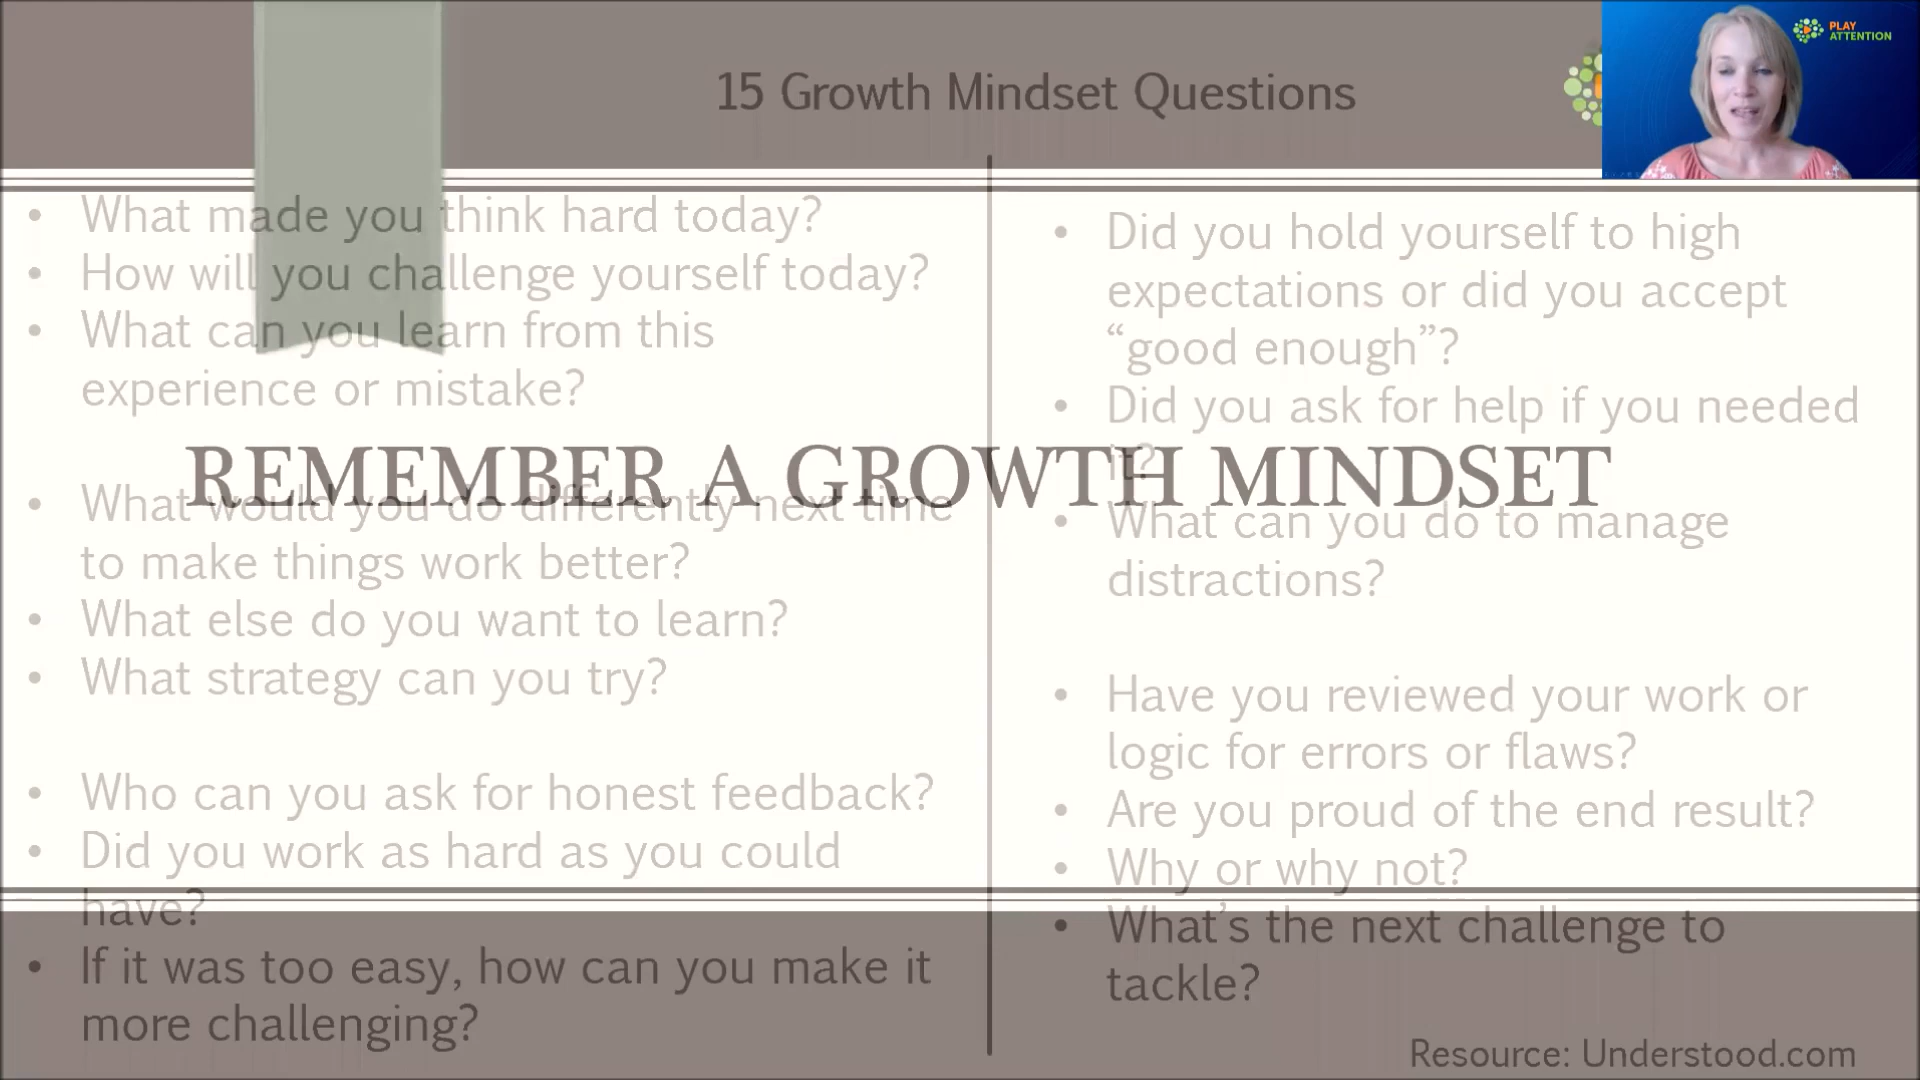 15 Growth Mindset Questions
PLAY
ATTENTION
• What made you think hard today?
• How will you challenge yourself today?
• What can you learn from this
experience or mistake?
• What would you do differently next time
to make things work better?
• What else do you want to learn?
• What strategy can you try?
• Who can you ask for honest feedback?
• Did you work as hard as you could
have?
• If it was too easy, how can you make it
more challenging?
• Did you hold yourself to high
expectations or did you accept
“good enough”?
• Did you ask for help if you needed
it?
• What can you do to manage
distractions?
• Have you reviewed your work or
logic for errors or flaws?
• Are you proud of the end result?
• Why or why not?
• What’s the next challenge to
tackle?
REMEMBER A GROWTH MINDSET
Resource: Understood.com